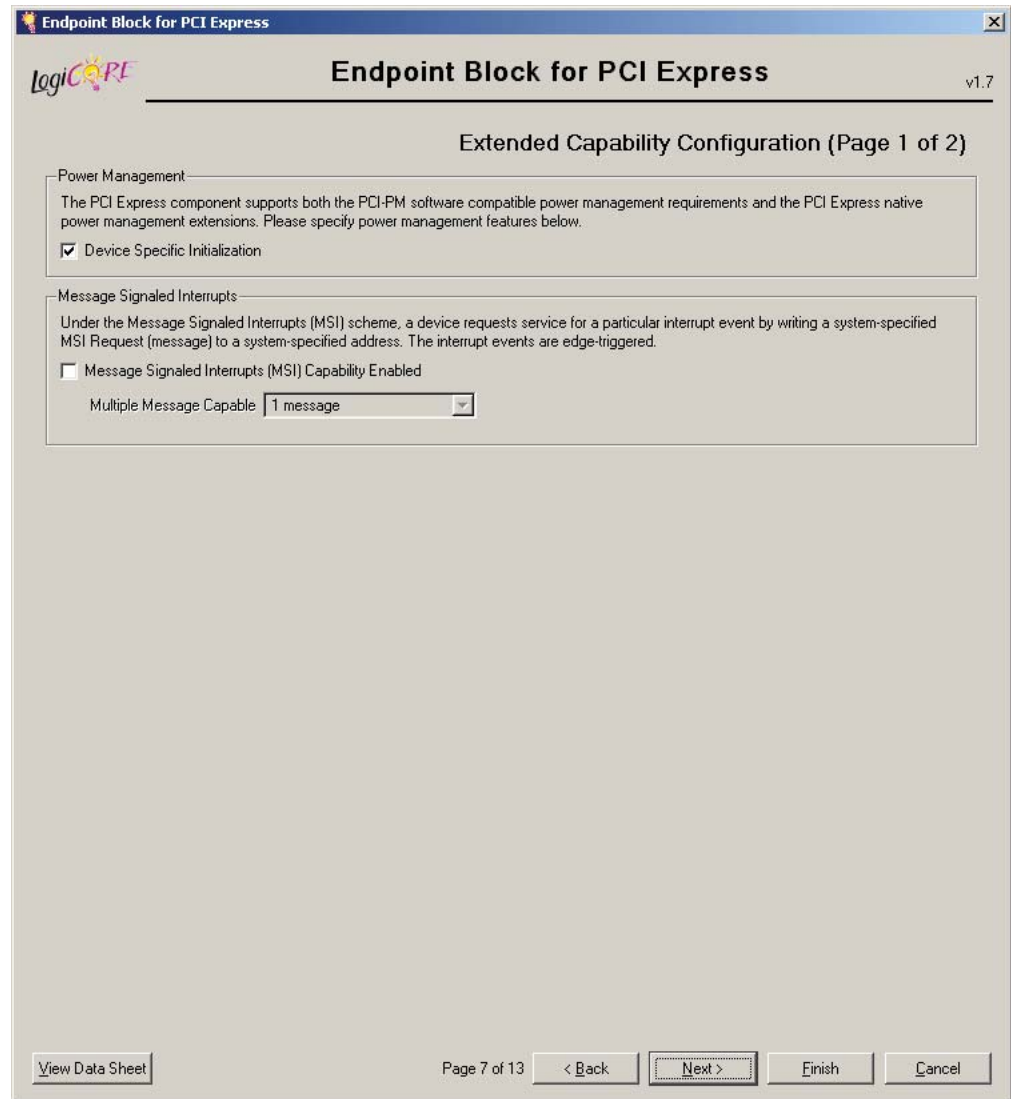 Endpoint Block for PCI Express
LogiCORE
Endpoint Block for PCI Express
v1.7
Extended Capability Configuration (Page 1 of 2)
Power Management
The PCI Express component supports both the PCI-PM software compatible power management requirements and the PCI Express native
power management extensions. Please specify power management features below.
Device Specific Initialization
Message Signaled Interrupts
Under the Message Signaled Interrupts (MSI) scheme, a device requests service for a particular interrupt event by writing a system-specified
MSI Request (message) to a system-specified address. The interrupt events are edge-triggered.
Message Signaled Interrupts (MSI) Capability Enabled
Multiple Message Capable 1 message
View Data Sheet Page 7 of 13 < Back Next > Finish Cancel